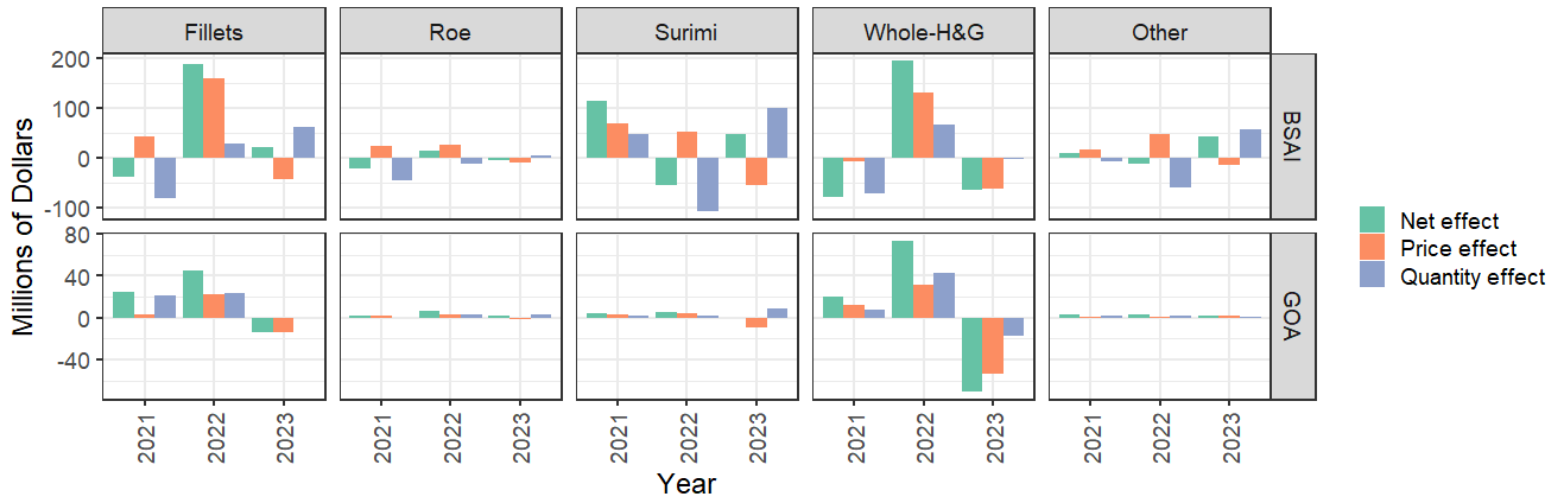 Fillets Roe Surimi Whole-H&G Other
200
100
0
-100
BSAI
80
40
0
-40
GOA
Millions of Dollars
2021 2022 2023 2021 2022 2023 2021 2022 2023 2021 2022 2023 2021 2022 2023
Year
Net effect
Price effect
Quantity effect